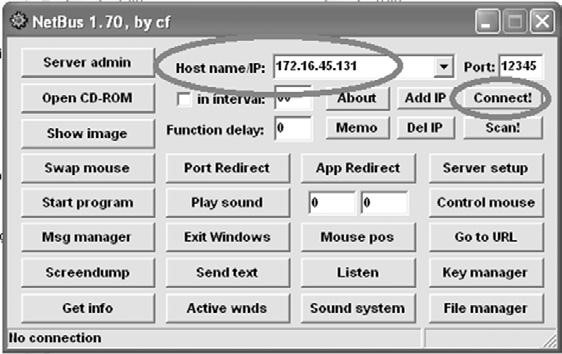 NetBus 1.70, by cf
Server admin Host name/IP: 172.16.45.131 Port: 12345
Open CD-ROM in interval: About Add IP Connect!
Show image Function delay: 0 Memo Del IP Scan!
Swap mouse Port Redirect App Redirect Server setup
Start program Play sound 0 0 Control mouse
Msg manager Exit Windows Mouse pos Go to URL
Screendump Send text Listen Key manager
Get info Active wnds Sound system File manager
No connection